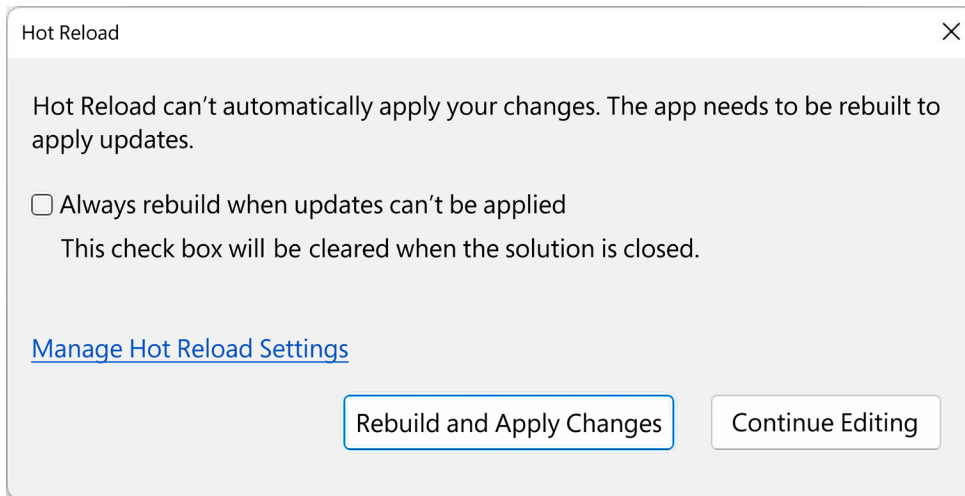 Hot Reload
Hot Reload can’t automatically apply your changes. The app needs to be rebuilt to
apply updates.
Always rebuild when updates can’t be applied
This check box will be cleared when the solution is closed.
Manage Hot Reload Settings
Rebuild and Apply Changes
Continue Editing